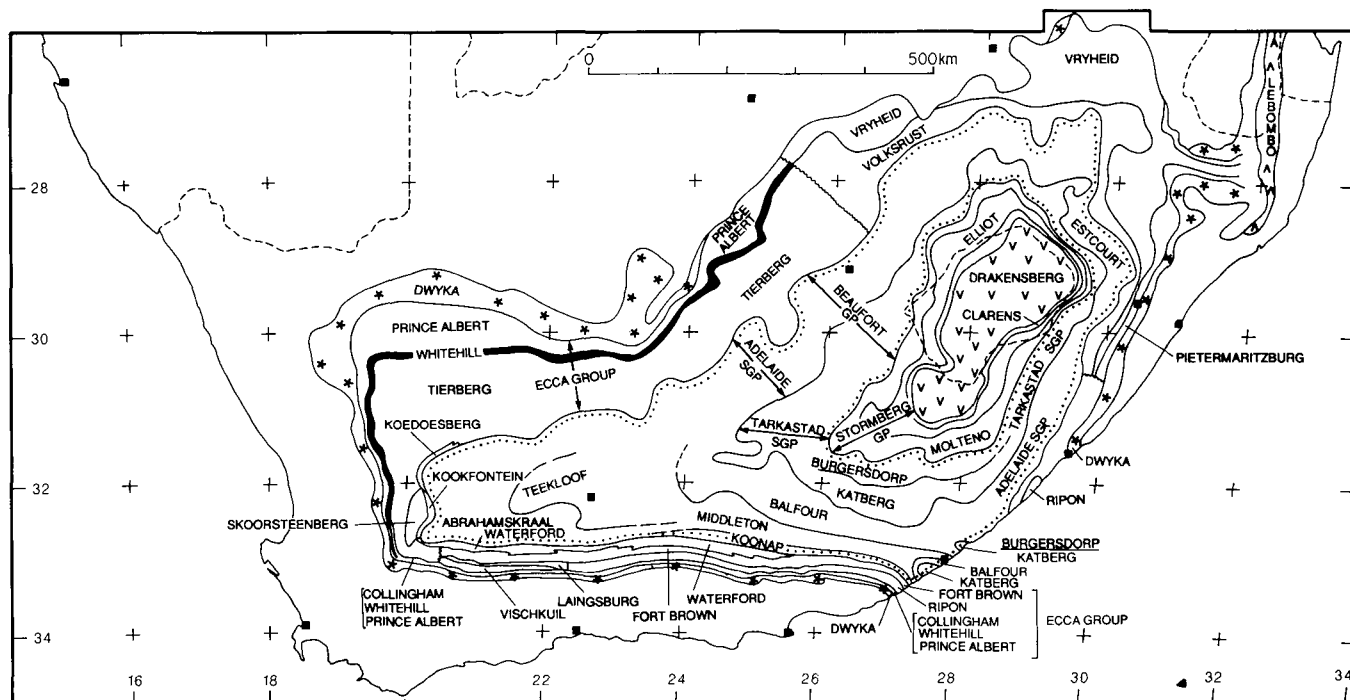 0
500km
VRYHEID
LEBOMBO
VRYHEID
VOLKSRUST
28
PRINCE
ALBERT
ELLIOT
ESTCOURT
TIERBERG
DWYKA
DRAKENSBERG
BEAUFORT
GP
CLARENS
PRINCE ALBERT
30
WHITEHILL
ADELAIDE
SGP
ECCA GROUP
PIETERMARITZBURG
TIERBERG
TARKASTAD SGP
STORMBERG
GP
KOEDOESBERG
TARKASTAD
SGP
MOLTENO
ADELAIDE SGP
BURGERSDORP
DWYKA
KOOKFONTEIN
TEEKLOOF
KATBERG
32
RIPON
BALFOUR
SKOORSTEENBERG
ABRAHAMSKRAAL
WATERFORD
MIDDLETON
KOONAP
BURGERSDORP
KATBERG
BALFOUR
KATBERG
FORT BROWN
COLLINGHAM
WHITEHILL
PRINCE ALBERT
VISCHKUIL
LAINGSBURG
FORT BROWN
WATERFORD
RIPON
COLLINGHAM
WHITEHILL
PRINCE ALBERT
ECCA GROUP
DWYKA
34
16
18
22
24
26
28
30
32
34